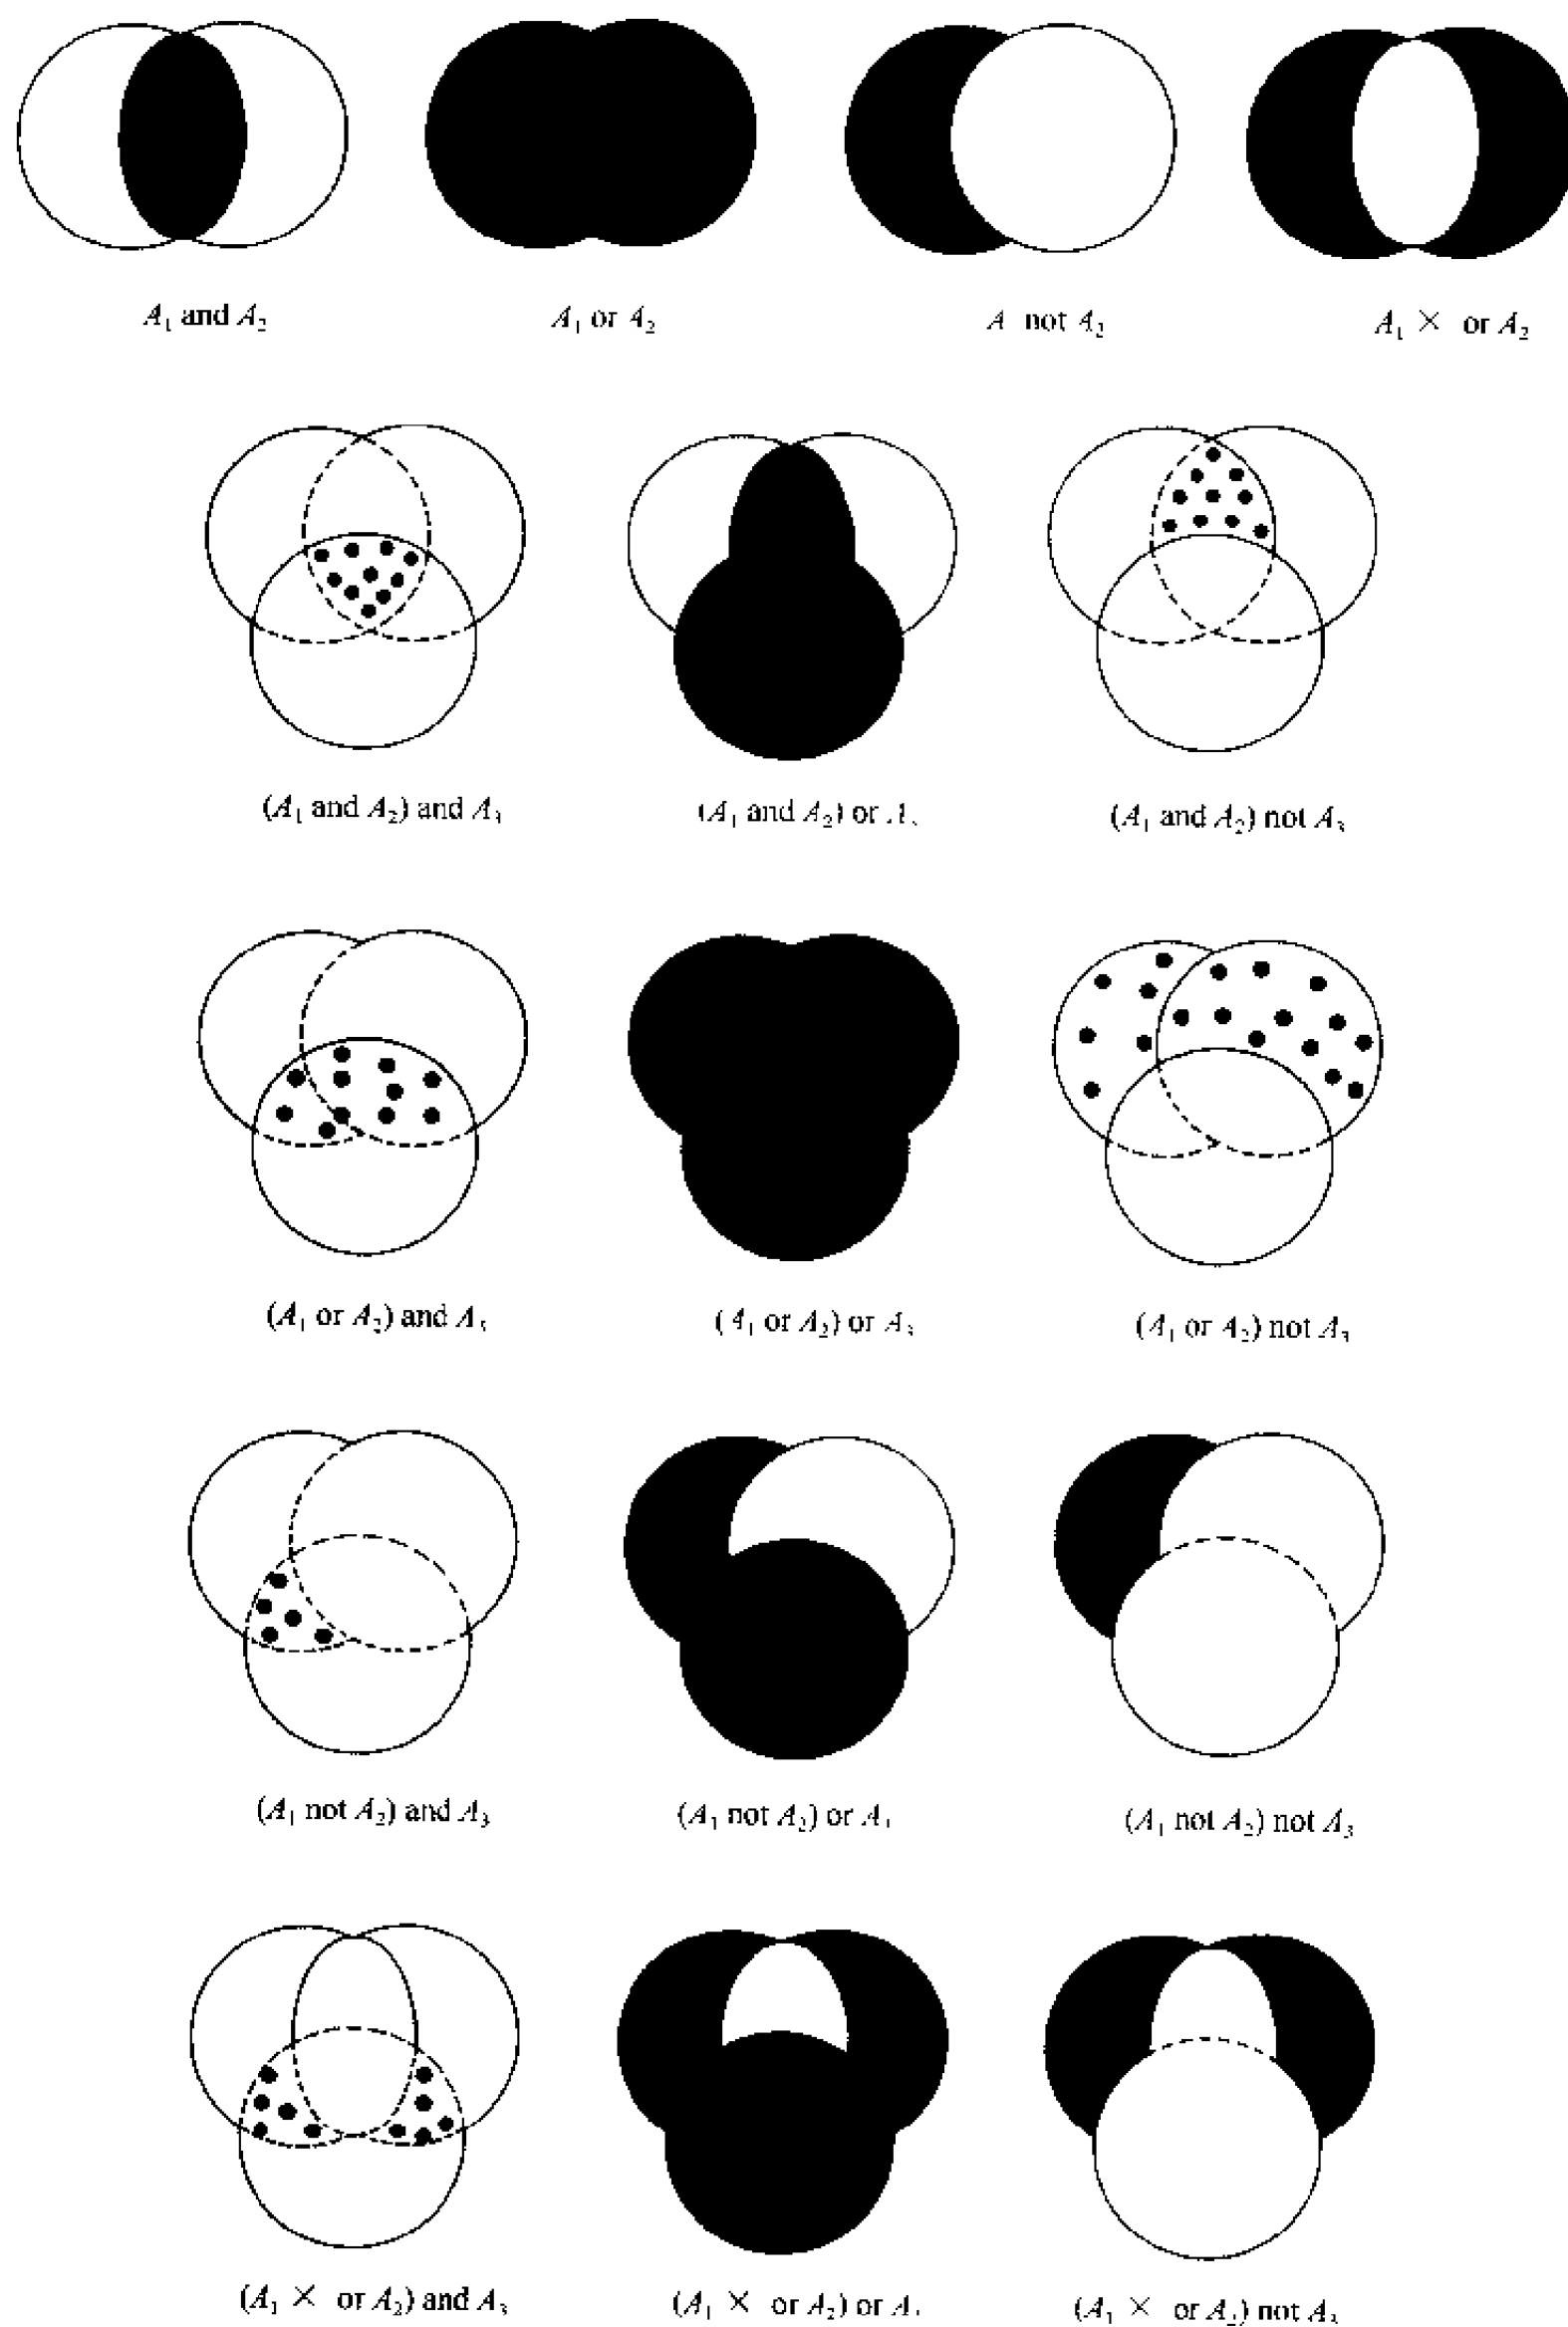 A₁ and A₂
A₁ or A₂
A not A₂
A₁ × or A₂
(A₁ and A₂) and A₃
(A₁ and A₂) or
(A₁ and A₂) not A₃
(A₁ or A₂) and A₃
(A₁ or A₂) or A₃
(A₁ or A₂) not A₃
(A₁ not A₂) and A₃
(A₁ not A₂) or
(A₁ not A₂) not A₃
(A₁ × or A₂) and A₃
(A₁ × or A₂) or
(A₁ × or A₂) not A₃